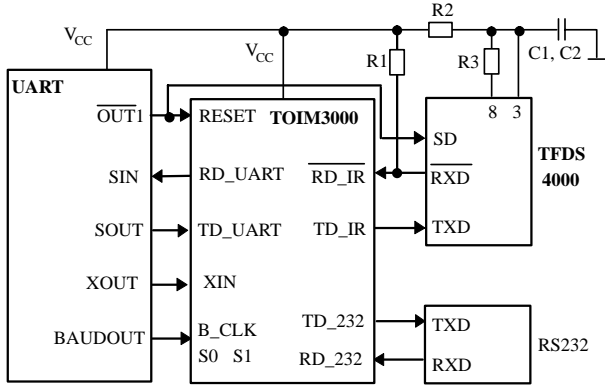 R2
VCC
VCC
R1
R3
C1, C2
UART
8 3
OUT1
RESET
TOIM3000
SD
TFDS
4000
SIN
RD_UART
RD_IR
RXD
SOUT
TD_UART
TD_IR
TXD
XOUT
XIN
BAUDOUT
B_CLK
TD_232
TXD
RS232
S0 S1
RD_232
RXD